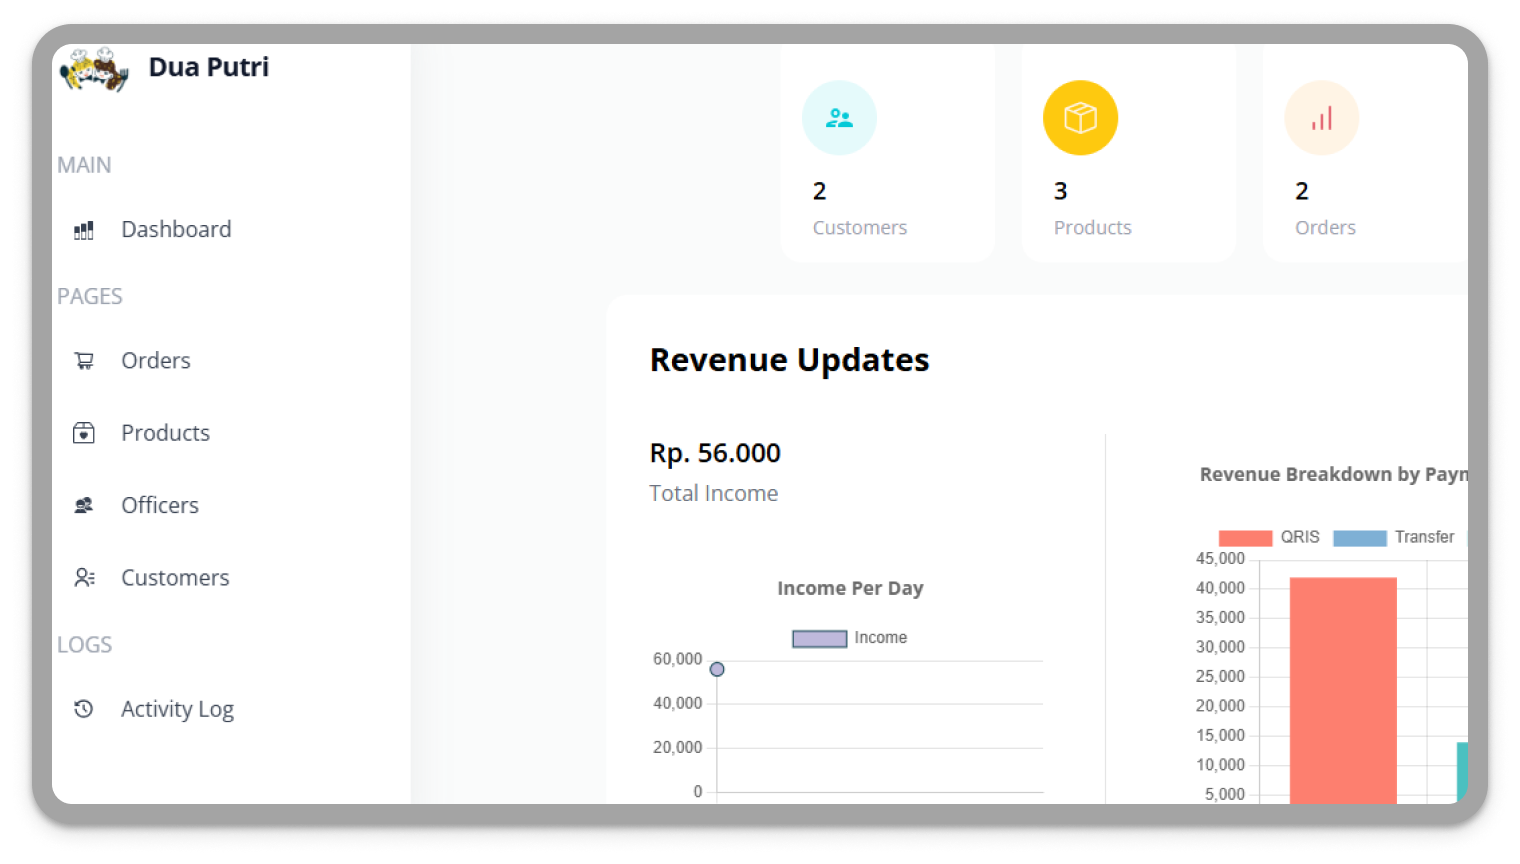 Dua Putri
MAIN
Dashboard
PAGES
Orders
Products
Officers
Customers
LOGS
Activity Log
2
Customers
3
Products
2
Orders
Revenue Updates
Rp. 56.000
Total Income
Income Per Day
Income
60,000
40,000
20,000
0
Revenue Breakdown by Paym
QRIS
Transfer
45,000
40,000
35,000
30,000
25,000
20,000
15,000
10,000
5,000